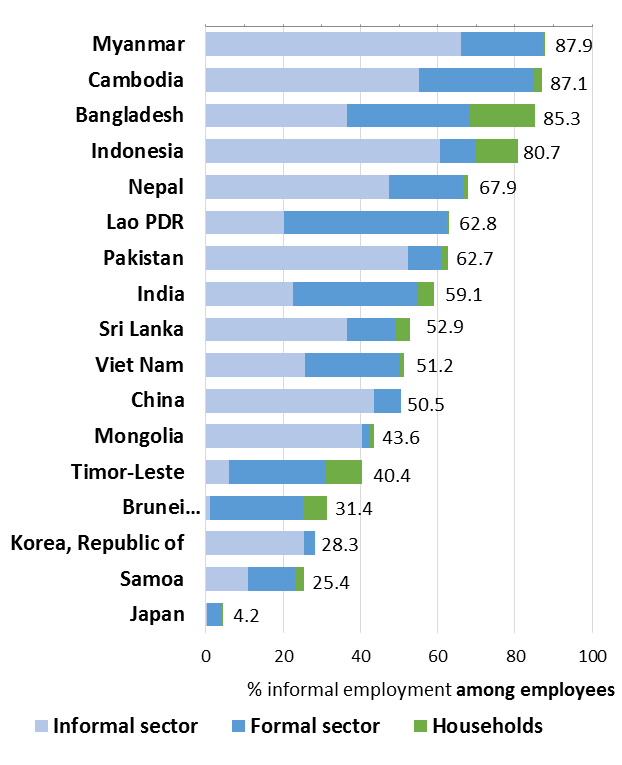 Myanmar 87.9
Cambodia 87.1
Bangladesh 85.3
Indonesia 80.7
Nepal 67.9
Lao PDR 62.8
Pakistan 62.7
India 59.1
Sri Lanka 52.9
Viet Nam 51.2
China 50.5
Mongolia 43.6
Timor-Leste 40.4
Brunei... 31.4
Korea, Republic of 28.3
Samoa 25.4
Japan 4.2
0 20 40 60 80 100
% informal employment among employees
Informal sector Formal sector Households